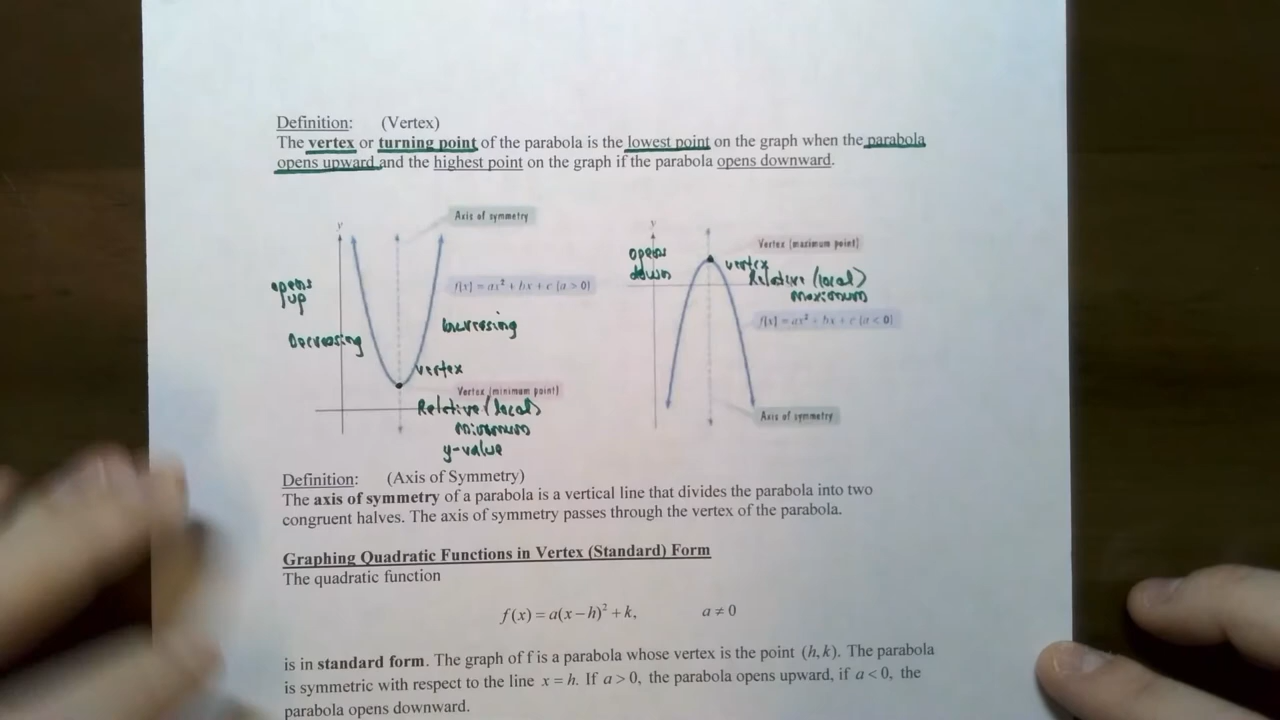 Definition: (Vertex)
The vertex or turning point of the parabola is the lowest point on the graph when the parabola
opens upward and the highest point on the graph if the parabola opens downward.
y
Axis of symmetry
opens
up
f(x) = ax² + bx + c (a > 0)
Decreasing
Increasing
vertex
Vertex (minimum point)
Relative (local)
minimum
y-value
y
Vertex (maximum point)
opens
down
vertex
Relative (local)
maximum
f(x) = ax² + bx + c (a < 0)
Axis of symmetry
Definition: (Axis of Symmetry)
The axis of symmetry of a parabola is a vertical line that divides the parabola into two
congruent halves. The axis of symmetry passes through the vertex of the parabola.
Graphing Quadratic Functions in Vertex (Standard) Form
The quadratic function
f(x) = a(x − h)² + k, a ≠ 0
is in standard form. The graph of f is a parabola whose vertex is the point (h, k). The parabola
is symmetric with respect to the line x = h. If a > 0, the parabola opens upward, if a < 0, the
parabola opens downward.